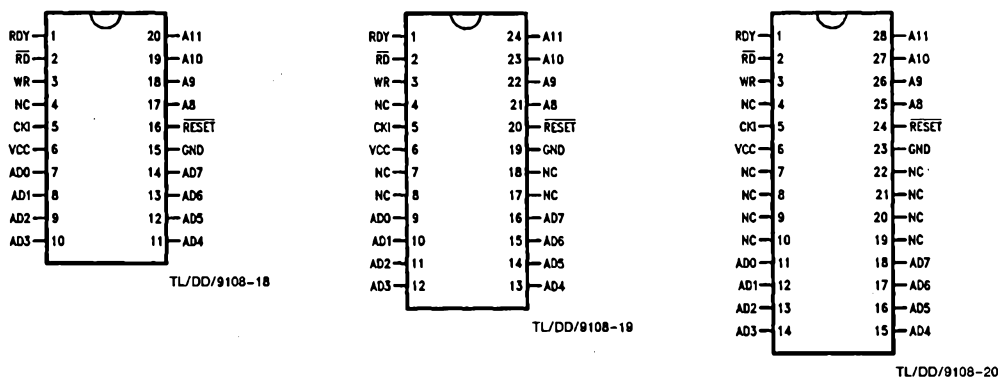 RDY 1 20 A11
RD 2 19 A10
WR 3 18 A9
NC 4 17 A8
CKI 5 16 RESET
VCC 6 15 GND
AD0 7 14 AD7
AD1 8 13 AD6
AD2 9 12 AD5
AD3 10 11 AD4
TL/DD/9108-18
RDY 1 24 A11
RD 2 23 A10
WR 3 22 A9
NC 4 21 A8
CKI 5 20 RESET
VCC 6 19 GND
NC 7 18 NC
NC 8 17 NC
AD0 9 16 AD7
AD1 10 15 AD6
AD2 11 14 AD5
AD3 12 13 AD4
TL/DD/9108-19
RDY 1 28 A11
RD 2 27 A10
WR 3 26 A9
NC 4 25 A8
CKI 5 24 RESET
VCC 6 23 GND
NC 7 22 NC
NC 8 21 NC
NC 9 20 NC
NC 10 19 NC
AD0 11 18 AD7
AD1 12 17 AD6
AD2 13 16 AD5
AD3 14 15 AD4
TL/DD/9108-20